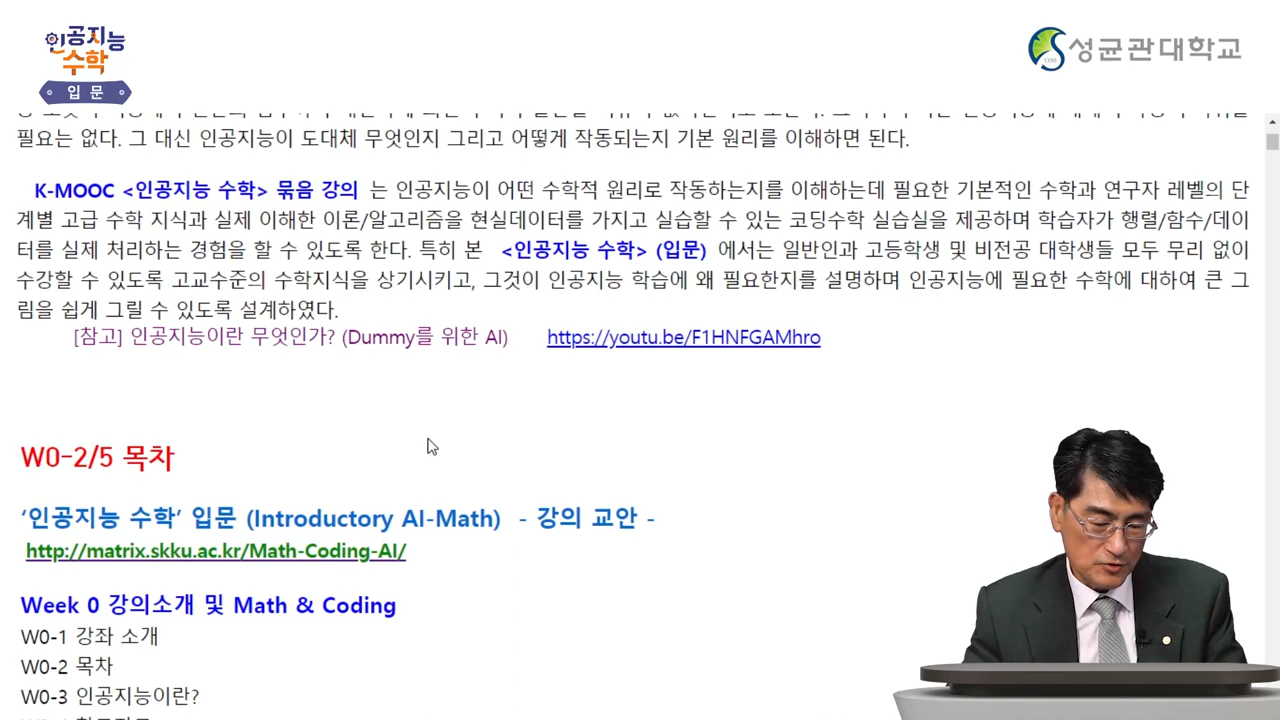 인공지능
수학
입 문
1398
성균관대학교
필요는 없다. 그 대신 인공지능이 도대체 무엇인지 그리고 어떻게 작동되는지 기본 원리를 이해하면 된다.
K-MOOC <인공지능 수학> 묶음 강의 는 인공지능이 어떤 수학적 원리로 작동하는지를 이해하는데 필요한 기본적인 수학과 연구자 레벨의 단
계별 고급 수학 지식과 실제 이해한 이론/알고리즘을 현실데이터를 가지고 실습할 수 있는 코딩수학 실습실을 제공하며 학습자가 행렬/함수/데이
터를 실제 처리하는 경험을 할 수 있도록 한다. 특히 본 <인공지능 수학> (입문) 에서는 일반인과 고등학생 및 비전공 대학생들 모두 무리 없이
수강할 수 있도록 고교수준의 수학지식을 상기시키고, 그것이 인공지능 학습에 왜 필요한지를 설명하며 인공지능에 필요한 수학에 대하여 큰 그
림을 쉽게 그릴 수 있도록 설계하였다.
[참고] 인공지능이란 무엇인가? (Dummy를 위한 AI) https://youtu.be/F1HNFGAMhro
W0-2/5 목차
‘인공지능 수학’ 입문 (Introductory AI-Math) - 강의 교안 -
http://matrix.skku.ac.kr/Math-Coding-AI/
Week 0 강의소개 및 Math & Coding
W0-1 강좌 소개
W0-2 목차
W0-3 인공지능이란?